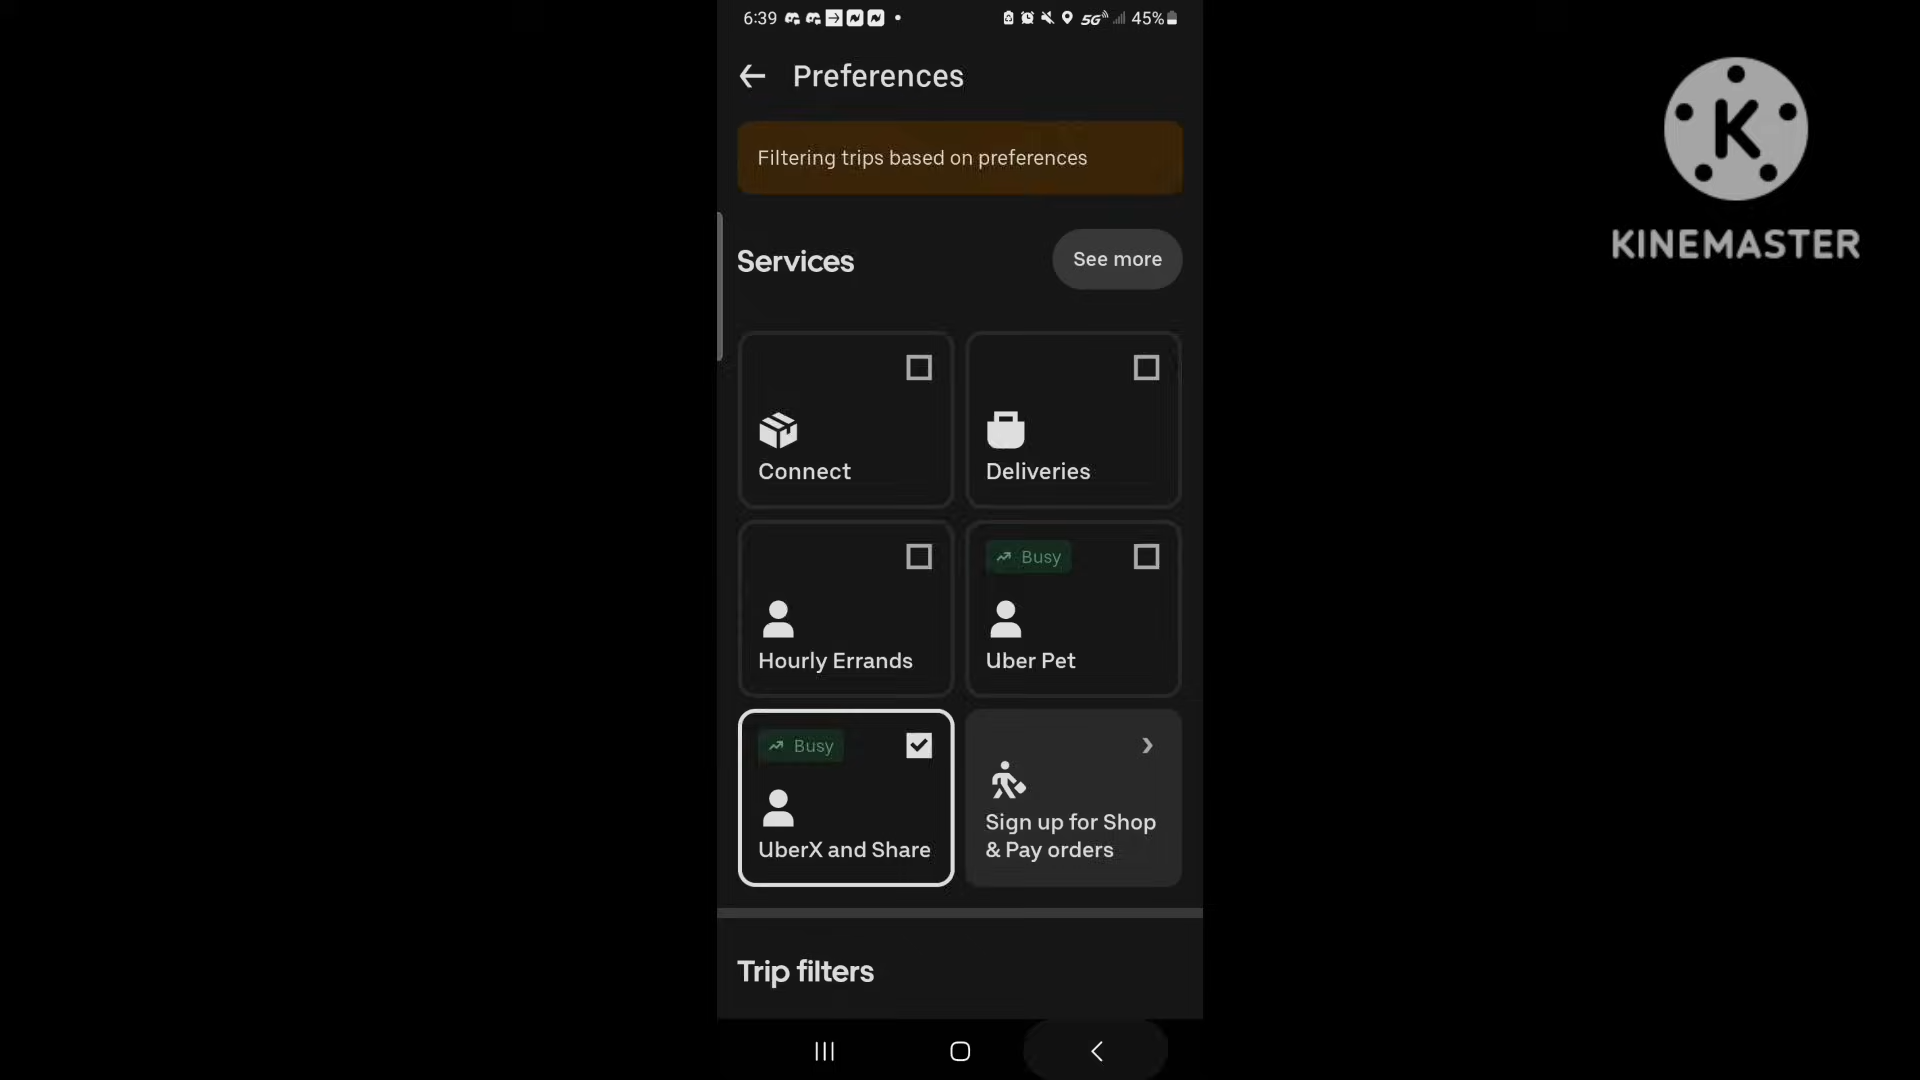 6:39
5G
45%
Preferences
Filtering trips based on preferences
Services
See more
Connect
Deliveries
Hourly Errands
Busy
Uber Pet
Busy
UberX and Share
Sign up for Shop
& Pay orders
Trip filters
K
KINEMASTER